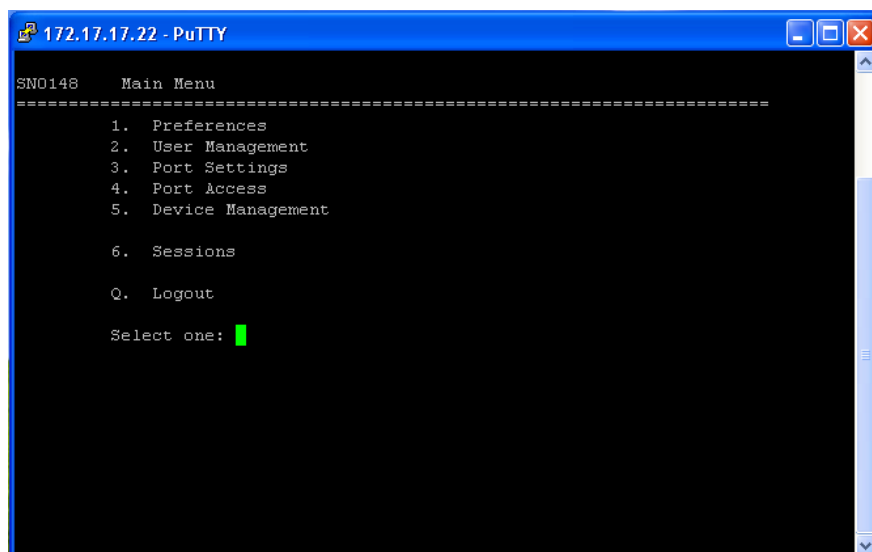 172.17.17.22 - PuTTY
SN0148 Main Menu
========================================================================
1. Preferences
2. User Management
3. Port Settings
4. Port Access
5. Device Management
6. Sessions
Q. Logout
Select one: